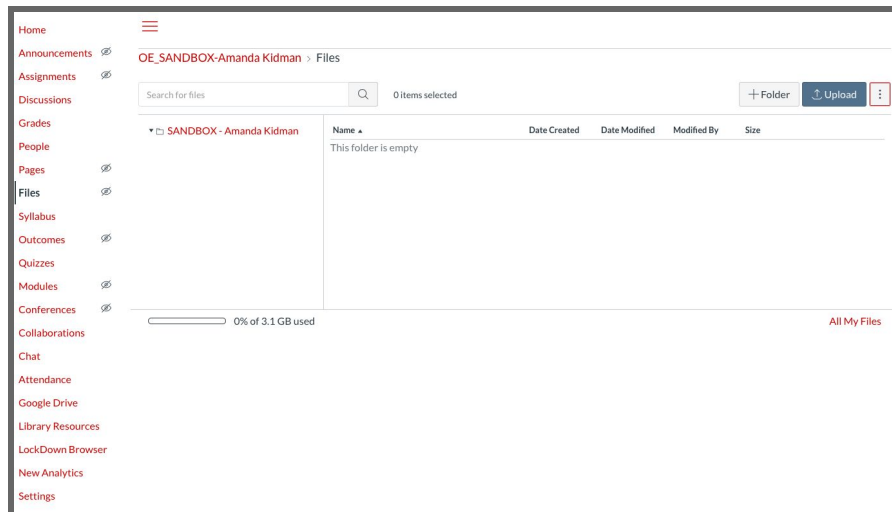 Home
Announcements
Assignments
Discussions
Grades
People
Pages
Files
Syllabus
Outcomes
Quizzes
Modules
Conferences
Collaborations
Chat
Attendance
Google Drive
Library Resources
LockDown Browser
New Analytics
Settings
OE_SANDBOX-Amanda Kidman > Files
Search for files 0 items selected + Folder Upload
SANDBOX - Amanda Kidman
Name Date Created Date Modified Modified By Size
This folder is empty
0% of 3.1 GB used All My Files